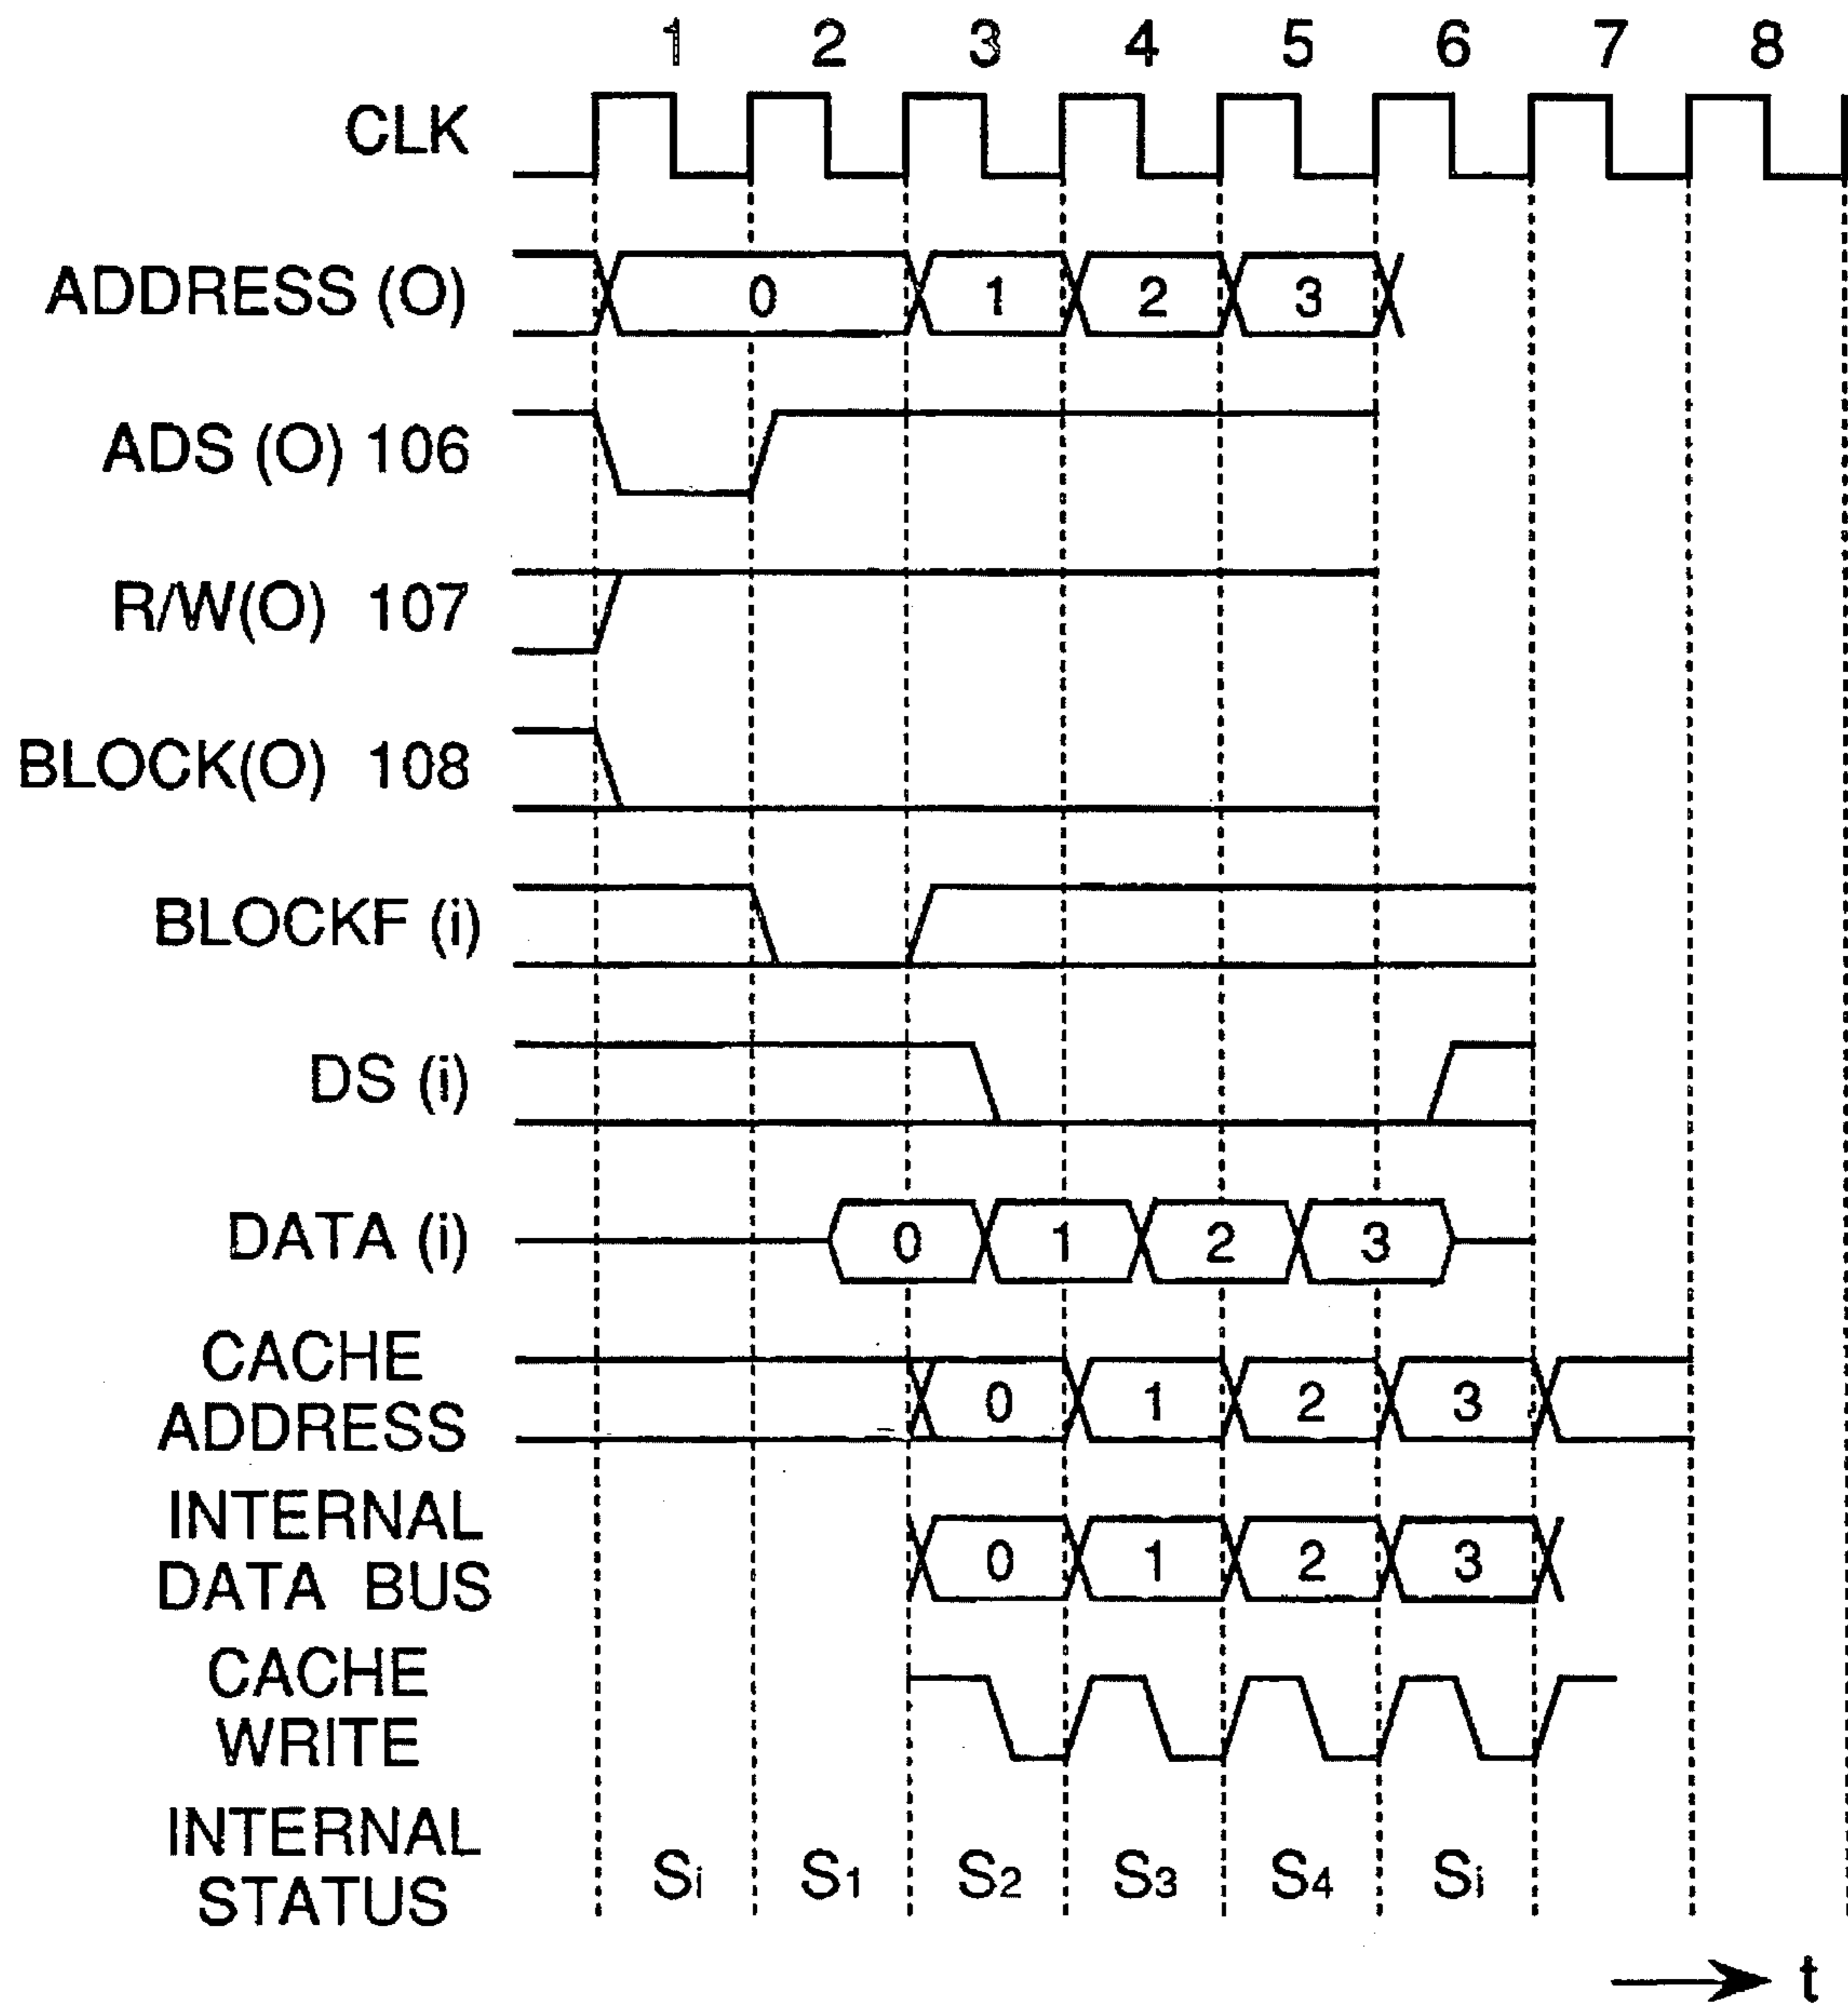 1 2 3 4 5 6 7 8
CLK
ADDRESS (O) 0 1 2 3
ADS (O) 106
R/W(O) 107
BLOCK(O) 108
BLOCKF (i)
DS (i)
DATA (i) 0 1 2 3
CACHE
ADDRESS 0 1 2 3
INTERNAL
DATA BUS 0 1 2 3
CACHE
WRITE
INTERNAL
STATUS Si S1 S2 S3 S4 Si
t